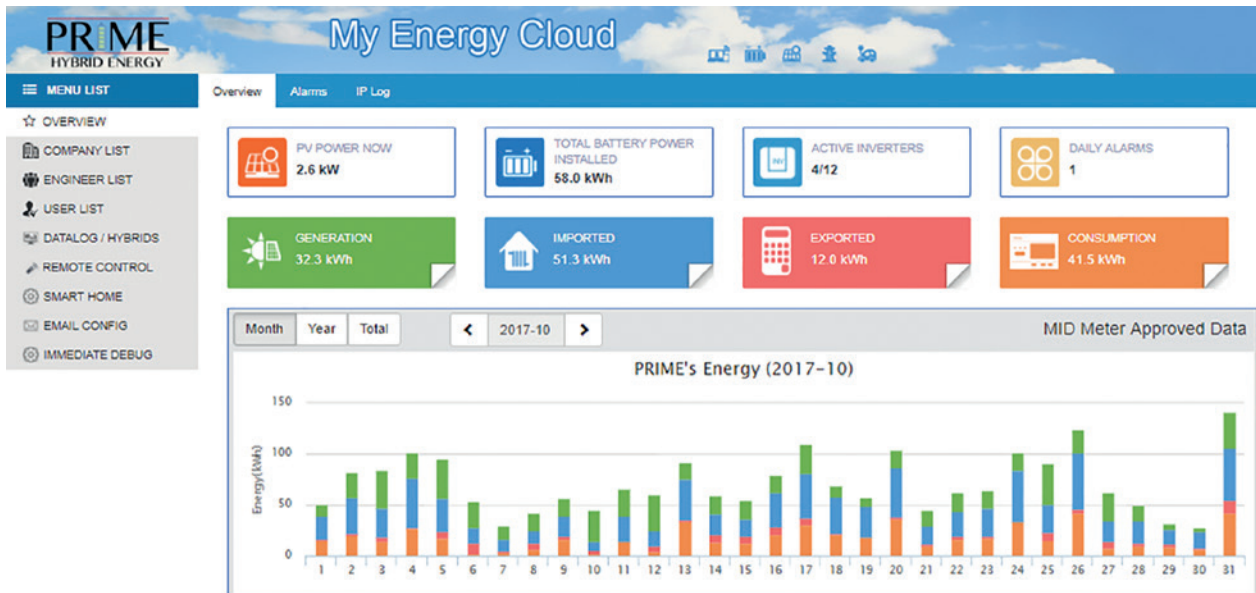 PRIME
HYBRID ENERGY
My Energy Cloud
MENU LIST
Overview Alarms IP Log
OVERVIEW
COMPANY LIST
ENGINEER LIST
USER LIST
DATALOG / HYBRIDS
REMOTE CONTROL
SMART HOME
EMAIL CONFIG
IMMEDIATE DEBUG
PV POWER NOW
2.6 kW
TOTAL BATTERY POWER
INSTALLED
58.0 kWh
INV
ACTIVE INVERTERS
4/12
DAILY ALARMS
1
GENERATION
32.3 kWh
IMPORTED
51.3 kWh
EXPORTED
12.0 kWh
CONSUMPTION
41.5 kWh
Month Year Total
2017-10
MID Meter Approved Data
PRIME's Energy (2017-10)
Energy(kWh)
150
100
50
0
1 2 3 4 5 6 7 8 9 10 11 12 13 14 15 16 17 18 19 20 21 22 23 24 25 26 27 28 29 30 31